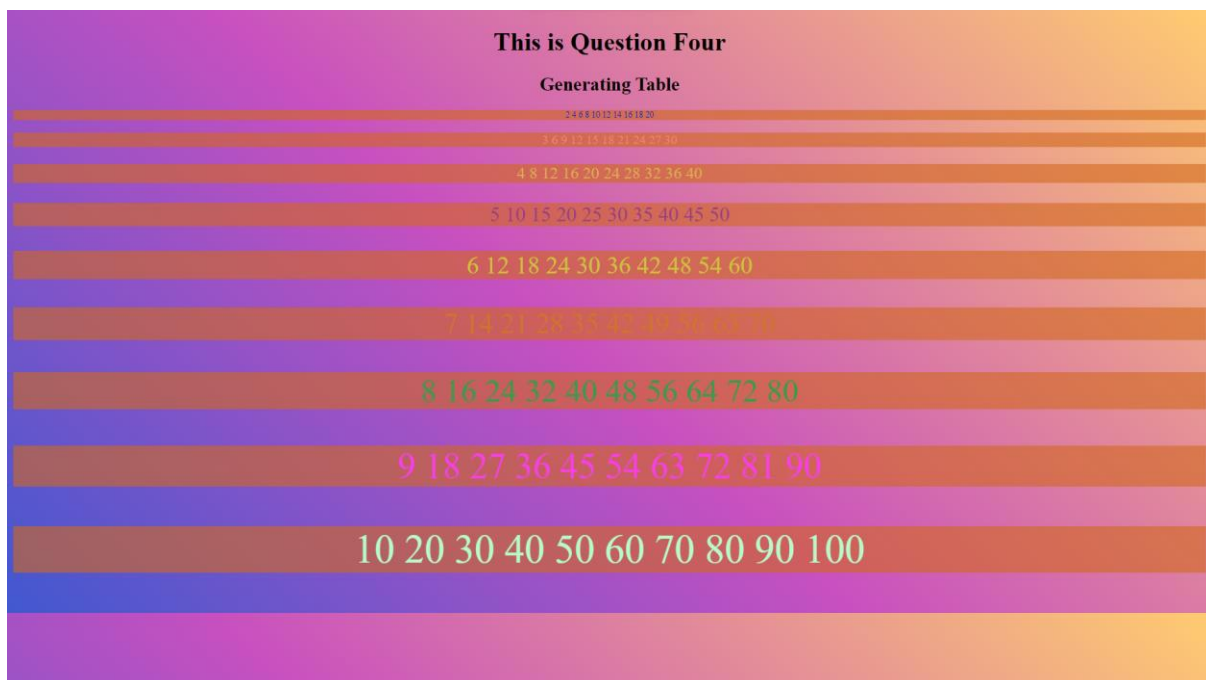 This is Question Four
Generating Table
2 4 6 8 10 12 14 16 18 20
3 6 9 12 15 18 21 24 27 30
4 8 12 16 20 24 28 32 36 40
5 10 15 20 25 30 35 40 45 50
6 12 18 24 30 36 42 48 54 60
7 14 21 28 35 42 49 56 63 70
8 16 24 32 40 48 56 64 72 80
9 18 27 36 45 54 63 72 81 90
10 20 30 40 50 60 70 80 90 100